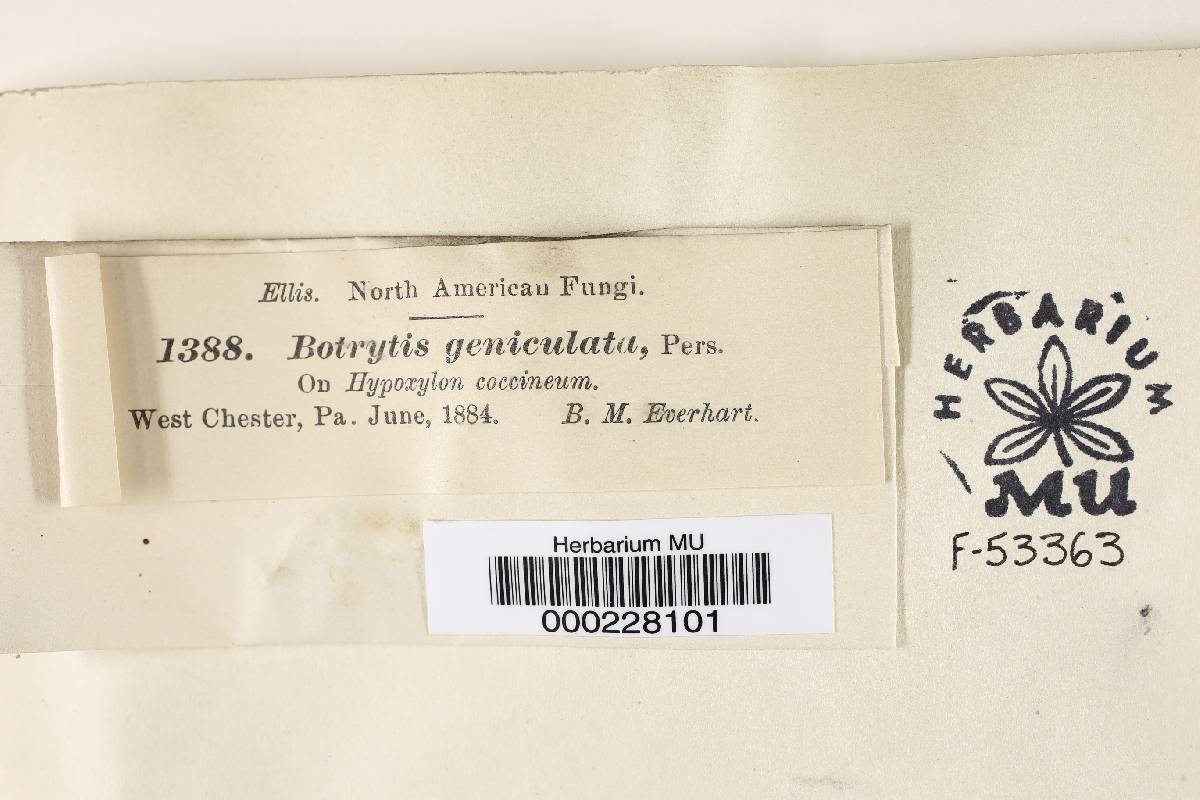 Ellis. North American Fungi.
1388. Botrytis geniculata, Pers.
On Hypoxylon coccineum.
West Chester, Pa. June, 1884. B. M. Everhart.
HERBARIUM
MU
F-53363
Herbarium MU
000228101